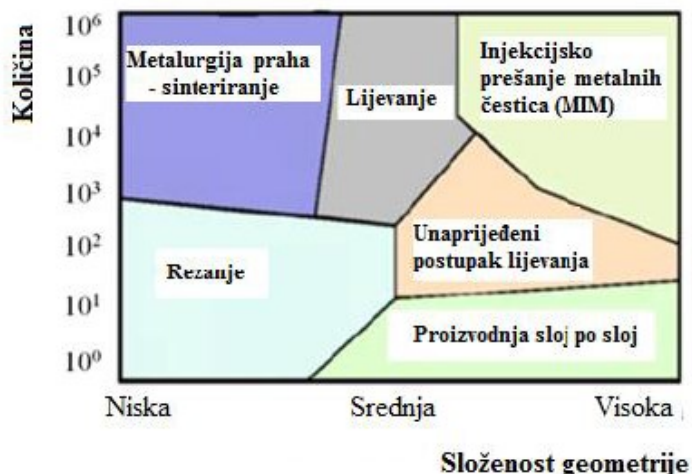 Količina
10⁶
10⁵
10⁴
10³
10²
10¹
10⁰
Metalurgija praha
- sinteriranje
Lijevanje
Injekcijsko
prešanje metalnih
čestica (MIM)
Rezanje
Unaprijeđeni
postupak lijevanja
Proizvodnja sloj po sloj
Niska
Srednja
Visoka
Složenost geometrije